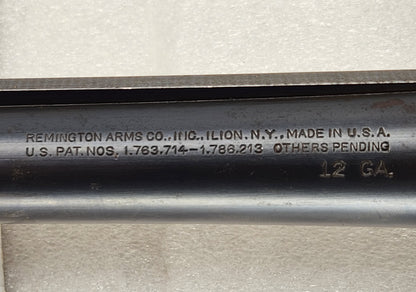 REMINGTON ARMS CO., INC., ILION, N.Y., MADE IN U.S.A.
U.S. PAT. NOS. 1.763.714-1.786.213 OTHERS PENDING
12 GA.